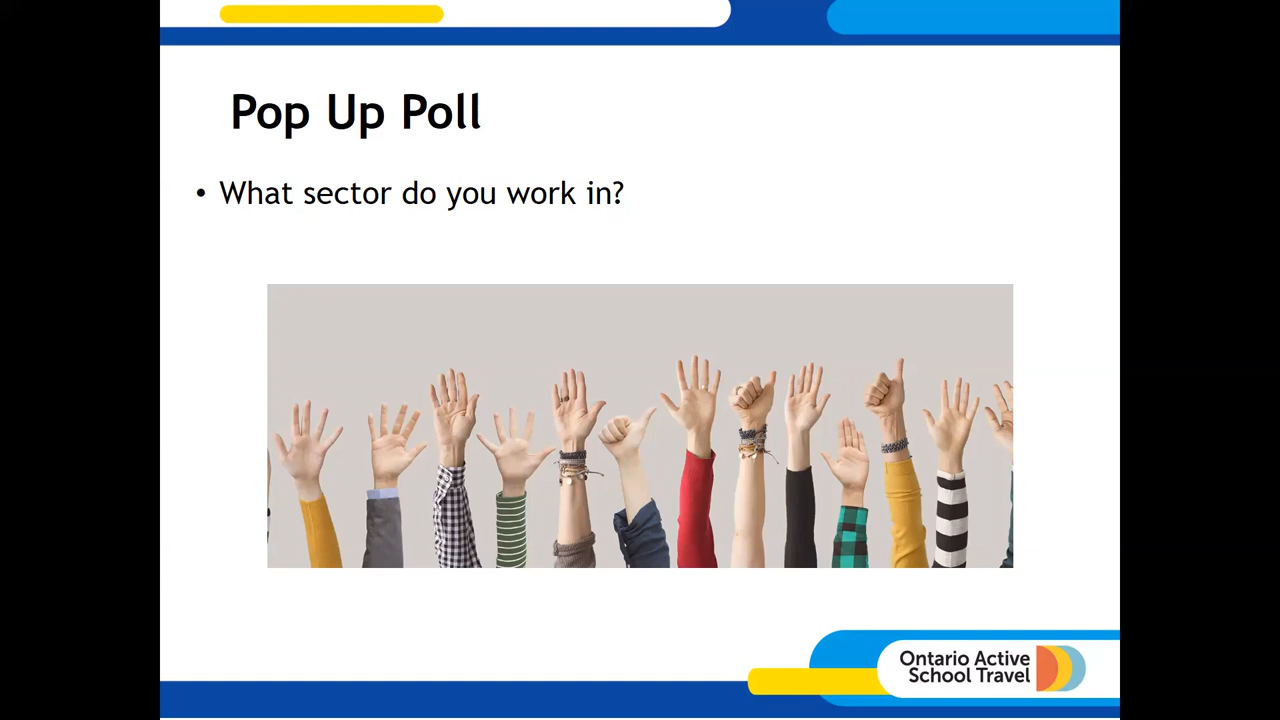 Pop Up Poll
• What sector do you work in?
Ontario Active
School Travel